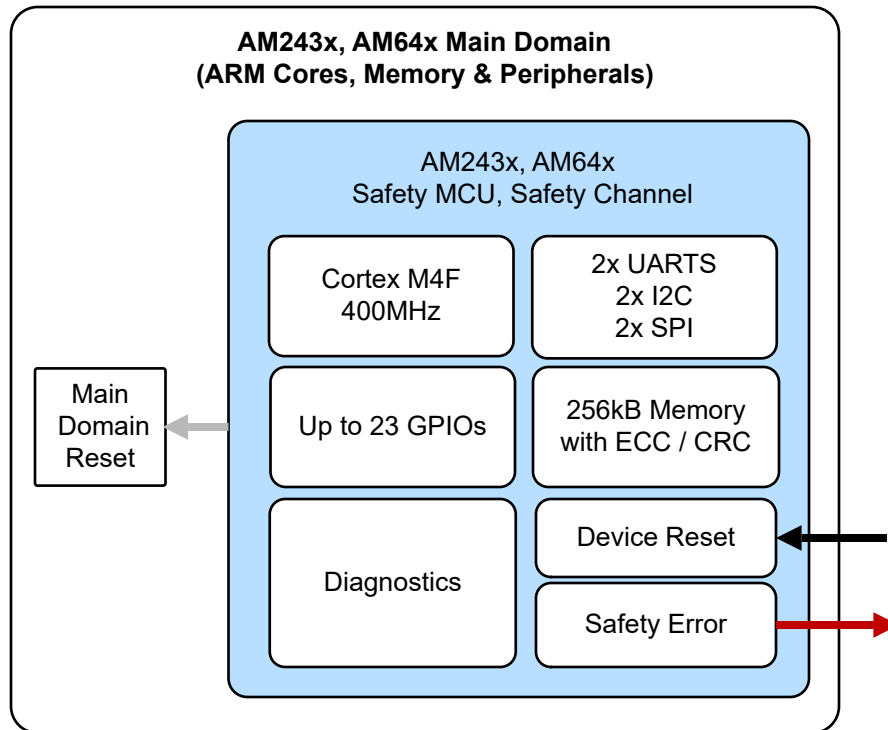 AM243x, AM64x Main Domain
(ARM Cores, Memory & Peripherals)
AM243x, AM64x
Safety MCU, Safety Channel
Cortex M4F
400MHz
2x UARTS
2x I2C
2x SPI
Main
Domain
Reset
Up to 23 GPIOs
256kB Memory
with ECC / CRC
Diagnostics
Device Reset
Safety Error